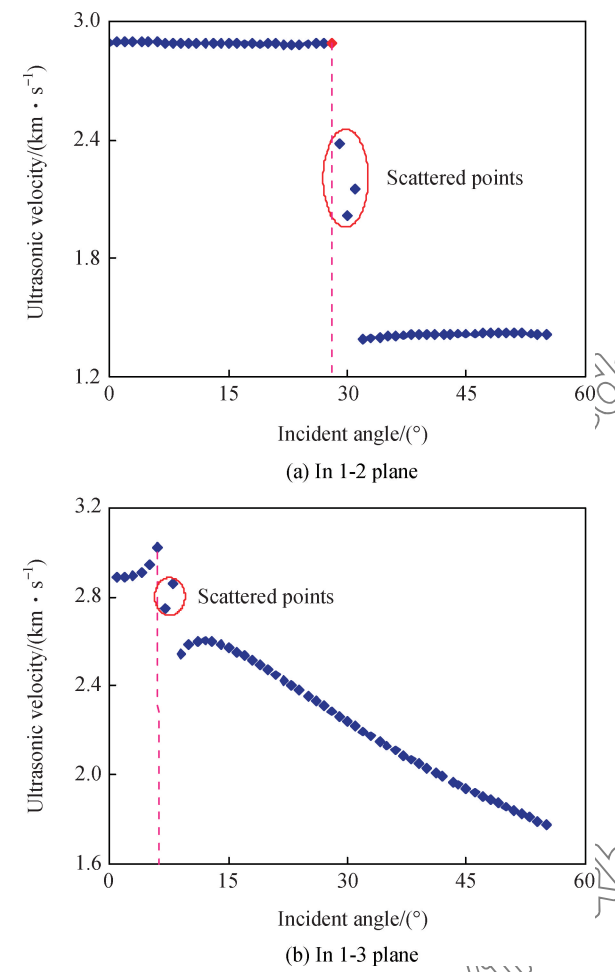 3.0
2.4
1.8
1.2
Ultrasonic velocity/(km·s⁻¹)
Scattered points
0 15 30 45 60
Incident angle/(°)
(a) In 1-2 plane
3.2
2.8
2.4
2.0
1.6
Ultrasonic velocity/(km·s⁻¹)
Scattered points
0 15 30 45 60
Incident angle/(°)
(b) In 1-3 plane